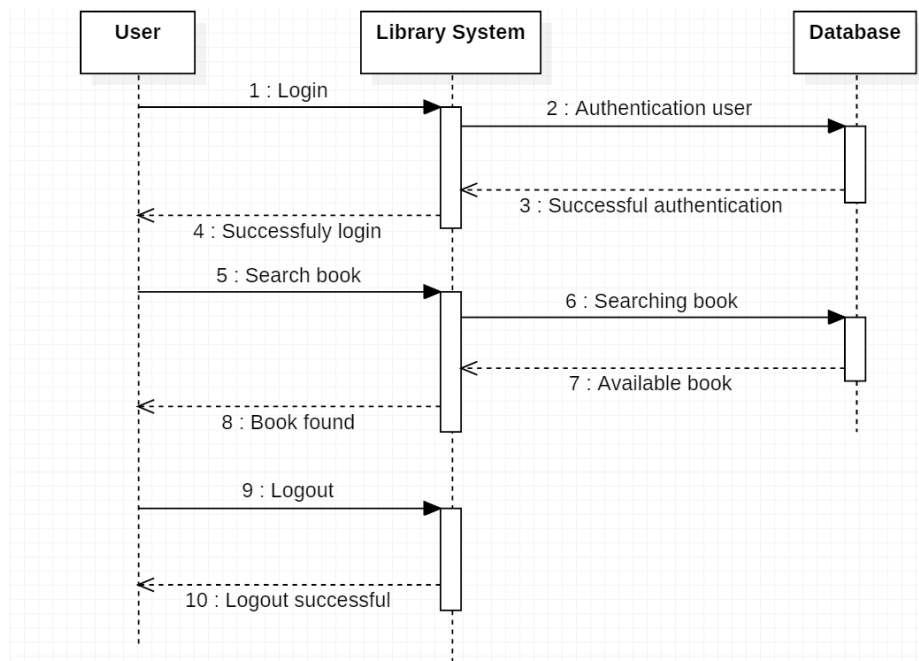 User
Library System
Database
1 : Login
2 : Authentication user
3 : Successful authentication
4 : Successfuly login
5 : Search book
6 : Searching book
7 : Available book
8 : Book found
9 : Logout
10 : Logout successful